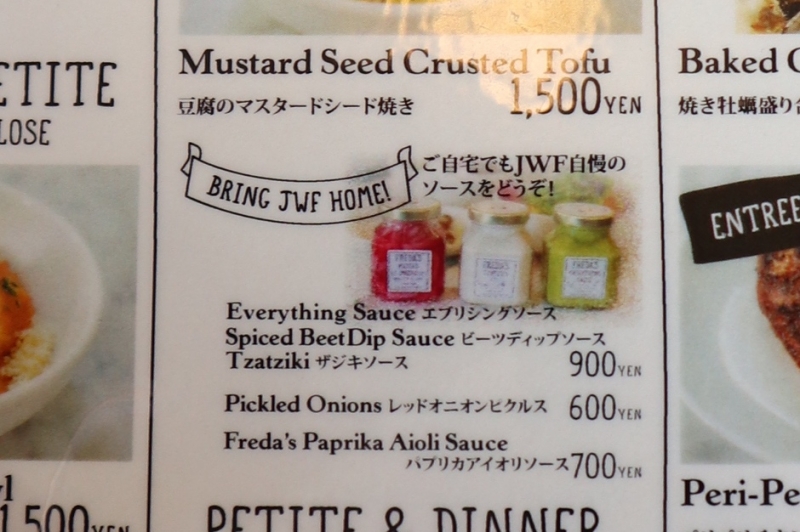 ETITE
LOSE
1,500YEN
Mustard Seed Crusted Tofu
豆腐のマスタードシード焼き 1,500YEN
BRING JWF HOME!
ご自宅でもJWF自慢の
ソースをどうぞ!
Everything Sauce エブリシングソース
Spiced BeetDip Sauce ビーツディップソース
Tzatziki ザジキソース 900YEN
Pickled Onions レッドオニオンピクルス 600YEN
Freda's Paprika Aioli Sauce
パプリカアイオリソース700YEN
PETITE & DINNER
Baked
焼き牡蠣盛り
ENTREE
Peri-Pe